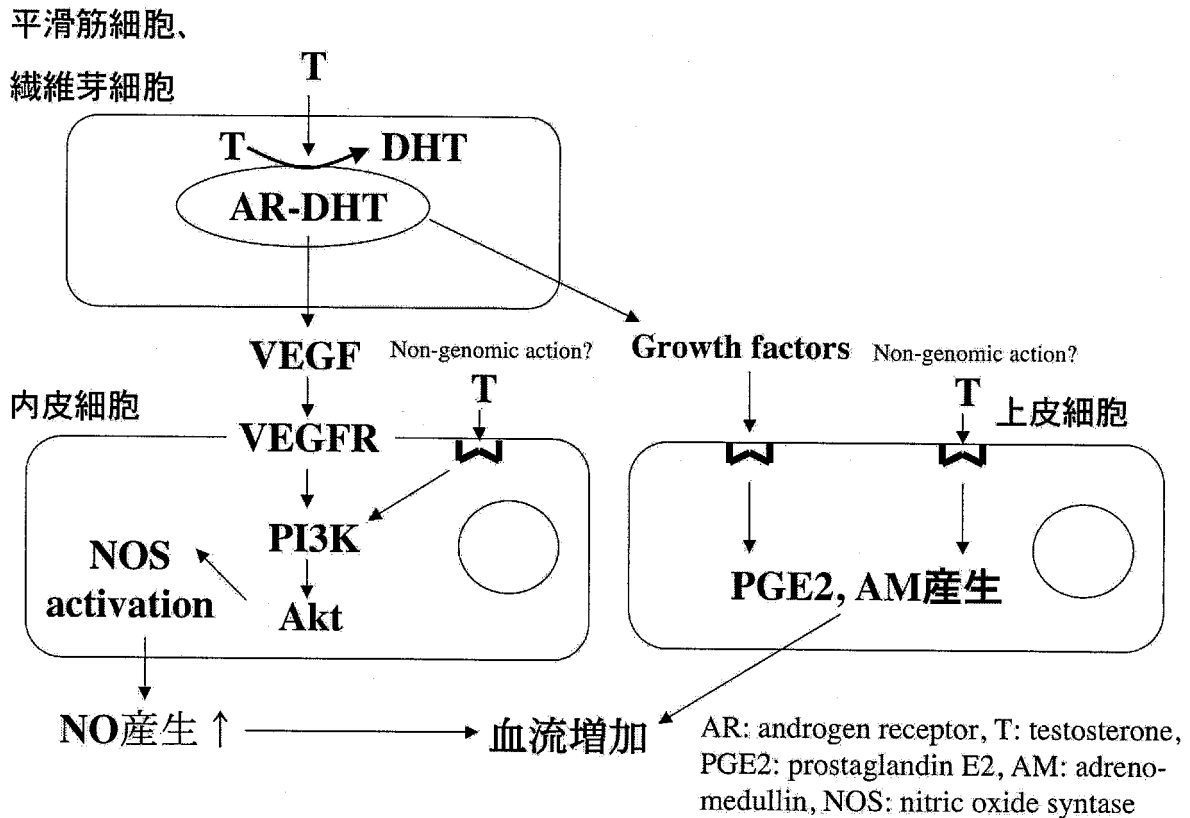 平滑筋細胞、
繊維芽細胞
T
T
DHT
AR-DHT
VEGF
Non-genomic action?
T
Growth factors
Non-genomic action?
T
内皮細胞
上皮細胞
VEGFR
PI3K
NOS
activation
Akt
PGE2, AM産生
NO産生↑
血流増加
AR: androgen receptor, T: testosterone,
PGE2: prostaglandin E2, AM: adreno-
medullin, NOS: nitric oxide syntase